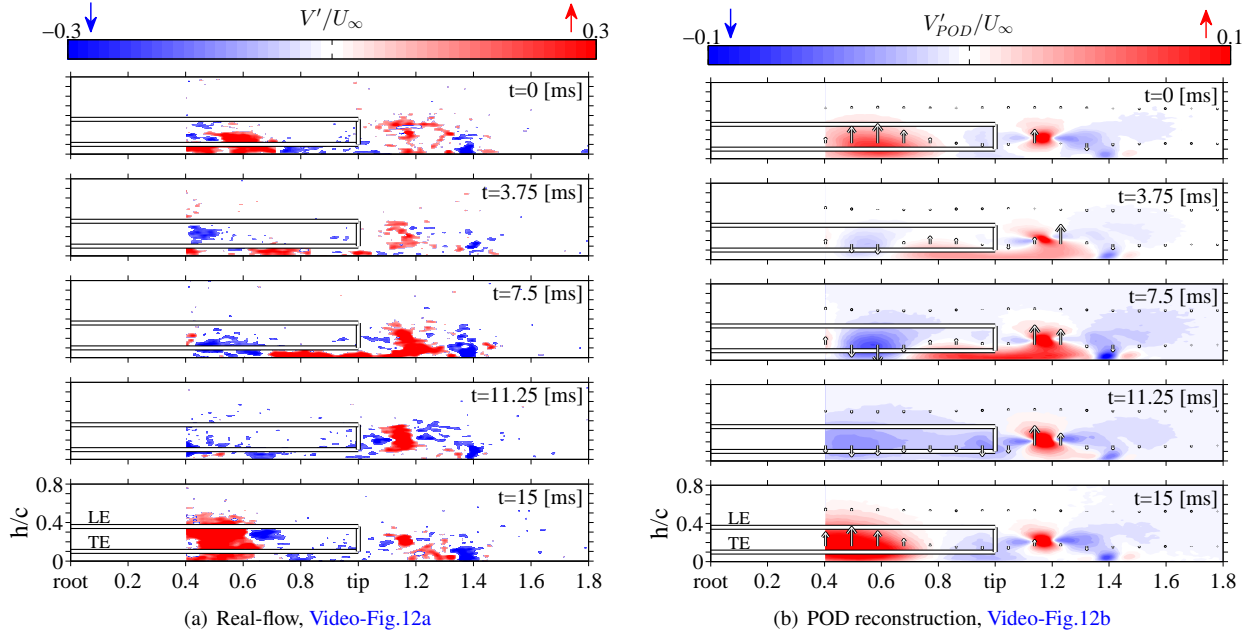 V′/U∞
−0.3
0.3
t=0 [ms]
t=3.75 [ms]
t=7.5 [ms]
t=11.25 [ms]
t=15 [ms]
0.8
0.4
0
h/c
LE
TE
root 0.2 0.4 0.6 0.8 tip 1.2 1.4 1.6 1.8
(a) Real-flow, Video-Fig.12a
V′POD/U∞
−0.1
0.1
t=0 [ms]
t=3.75 [ms]
t=7.5 [ms]
t=11.25 [ms]
t=15 [ms]
0.8
0.4
0
h/c
LE
TE
root 0.2 0.4 0.6 0.8 tip 1.2 1.4 1.6 1.8
(b) POD reconstruction, Video-Fig.12b